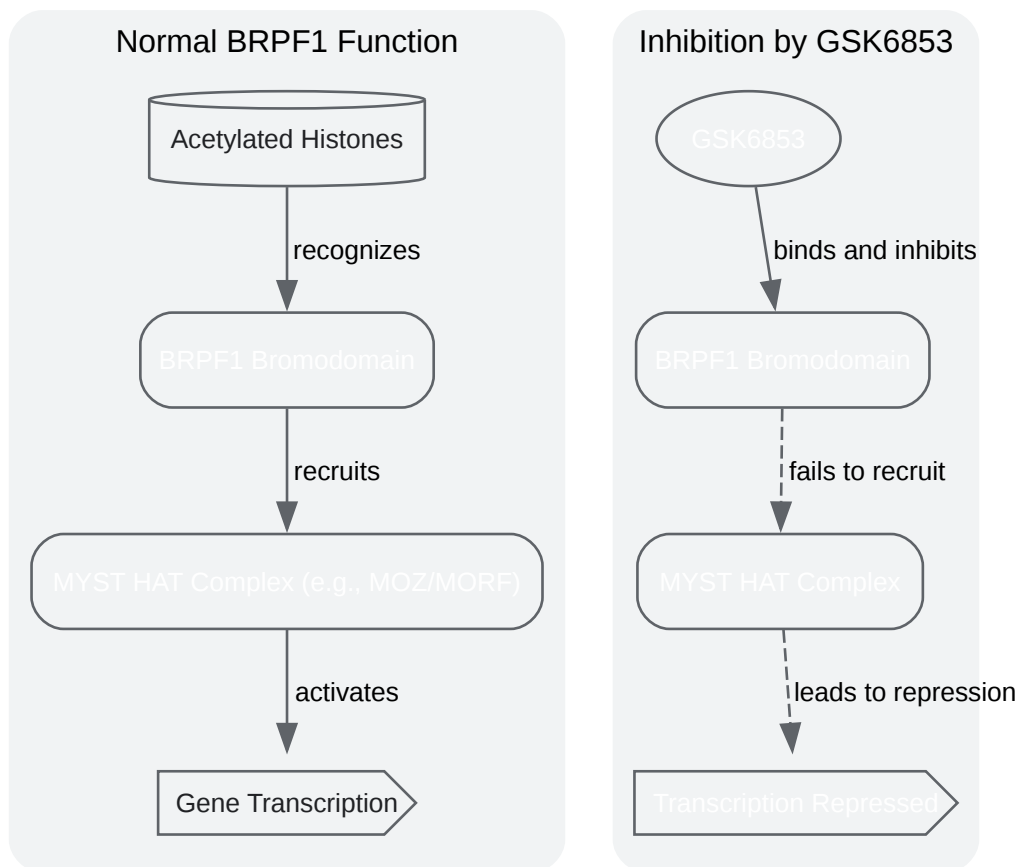 Normal BRPF1 Function
Acetylated Histones
recognizes
BRPF1 Bromodomain
recruits
MYST HAT Complex (e.g., MOZ/MORF)
activates
Gene Transcription
Inhibition by GSK6853
GSK6853
binds and inhibits
BRPF1 Bromodomain
fails to recruit
MYST HAT Complex
leads to repression
Transcription Repressed